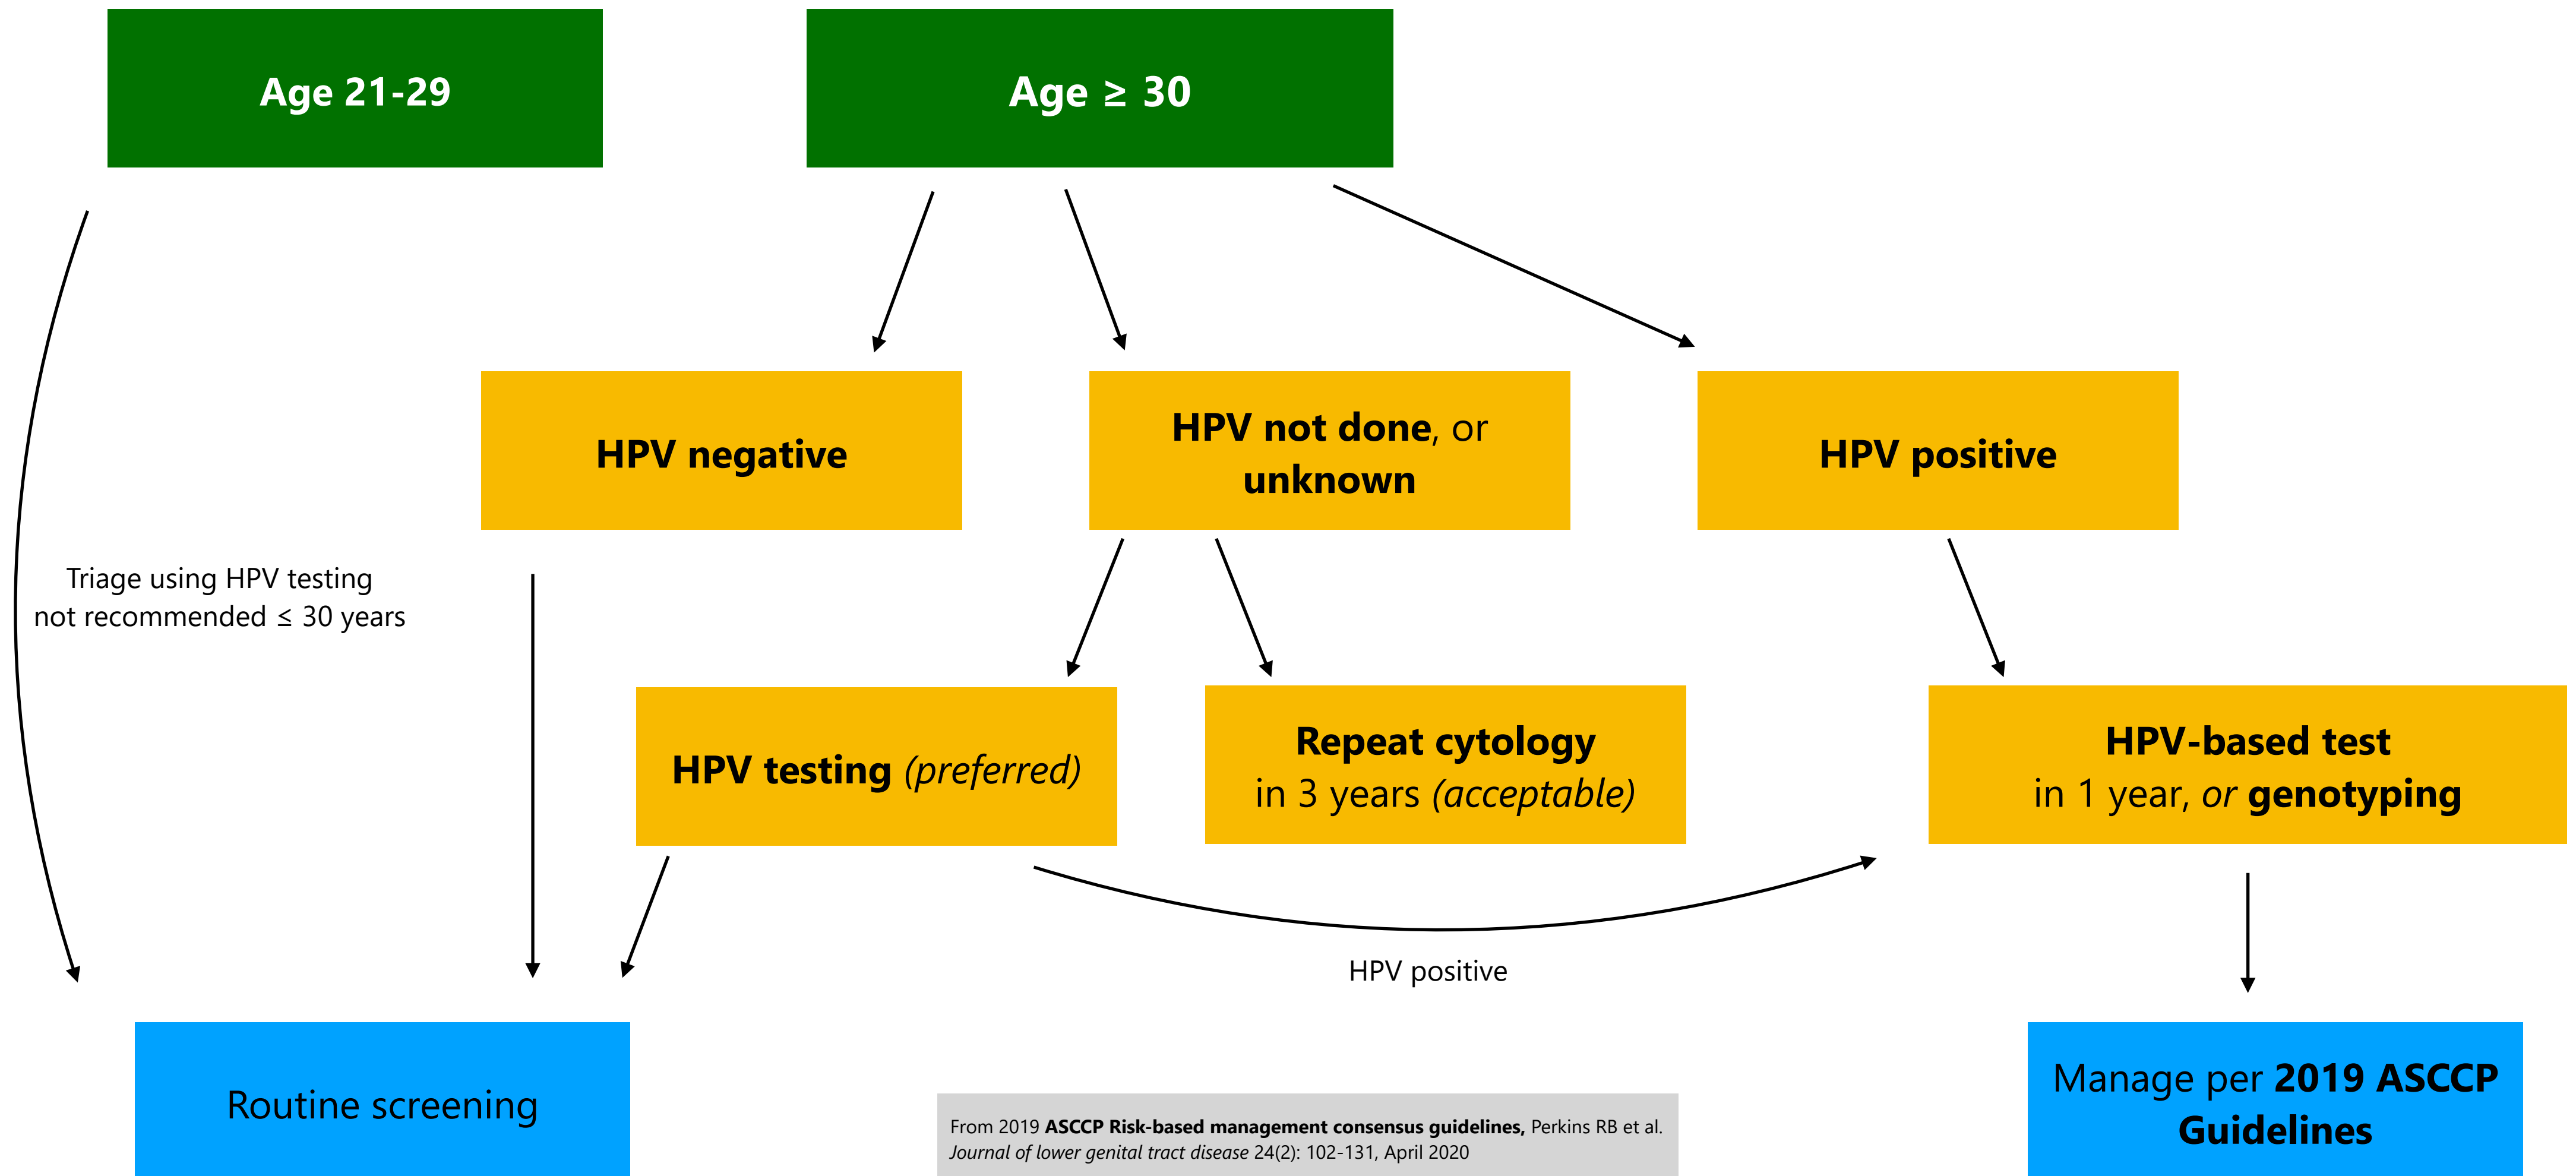 Age 21-29
Age ≥ 30
HPV negative
HPV not done, or
unknown
HPV positive
Triage using HPV testing
not recommended ≤ 30 years
HPV testing (preferred)
Repeat cytology
in 3 years (acceptable)
HPV-based test
in 1 year, or genotyping
HPV positive
Routine screening
From 2019 ASCCP Risk-based management consensus guidelines, Perkins RB et al.
Journal of lower genital tract disease 24(2): 102-131, April 2020
Manage per 2019 ASCCP
Guidelines